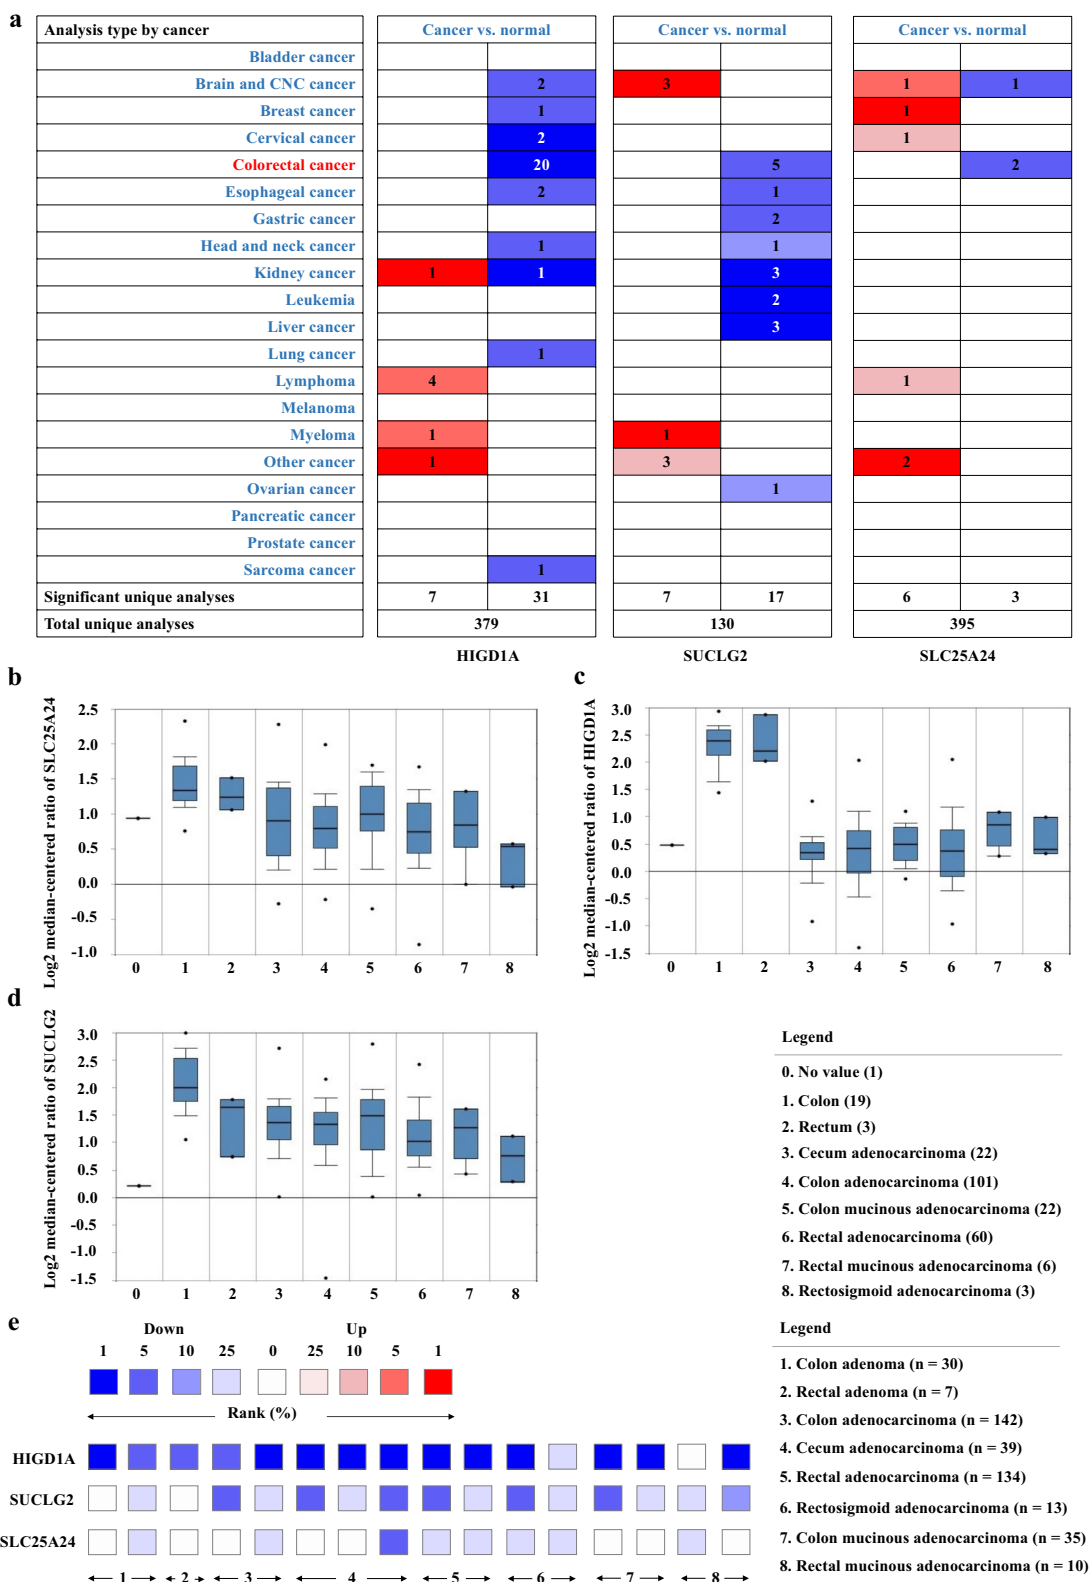 a
Analysis type by cancer Cancer vs. normal Cancer vs. normal Cancer vs. normal
Bladder cancer
Brain and CNC cancer 2 3 1 1
Breast cancer 1 1
Cervical cancer 2 1
Colorectal cancer 20 5 2
Esophageal cancer 2 1
Gastric cancer 2
Head and neck cancer 1 1
Kidney cancer 1 1 3
Leukemia 2
Liver cancer 3
Lung cancer 1
Lymphoma 4 1
Melanoma
Myeloma 1 1
Other cancer 1 3 2
Ovarian cancer 1
Pancreatic cancer
Prostate cancer
Sarcoma cancer 1
Significant unique analyses 7 31 7 17 6 3
Total unique analyses 379 130 395
HIGD1A SUCLG2 SLC25A24
b
Log2 median-centered ratio of SLC25A24
2.5
2.0
1.5
1.0
0.5
0.0
-0.5
-1.0
0 1 2 3 4 5 6 7 8
c
Log2 median-centered ratio of HIGD1A
3.0
2.5
2.0
1.5
1.0
0.5
0.0
-0.5
-1.0
-1.5
0 1 2 3 4 5 6 7 8
d
Log2 median-centered ratio of SUCLG2
3.0
2.5
2.0
1.5
1.0
0.5
0.0
-0.5
-1.0
-1.5
0 1 2 3 4 5 6 7 8
Legend
0. No value (1)
1. Colon (19)
2. Rectum (3)
3. Cecum adenocarcinoma (22)
4. Colon adenocarcinoma (101)
5. Colon mucinous adenocarcinoma (22)
6. Rectal adenocarcinoma (60)
7. Rectal mucinous adenocarcinoma (6)
8. Rectosigmoid adenocarcinoma (3)
e
Down Up
1 5 10 25 0 25 10 5 1
Rank (%)
HIGD1A
SUCLG2
SLC25A24
1 2 3 4 5 6 7 8
Legend
1. Colon adenoma (n = 30)
2. Rectal adenoma (n = 7)
3. Colon adenocarcinoma (n = 142)
4. Cecum adenocarcinoma (n = 39)
5. Rectal adenocarcinoma (n = 134)
6. Rectosigmoid adenocarcinoma (n = 13)
7. Colon mucinous adenocarcinoma (n = 35)
8. Rectal mucinous adenocarcinoma (n = 10)